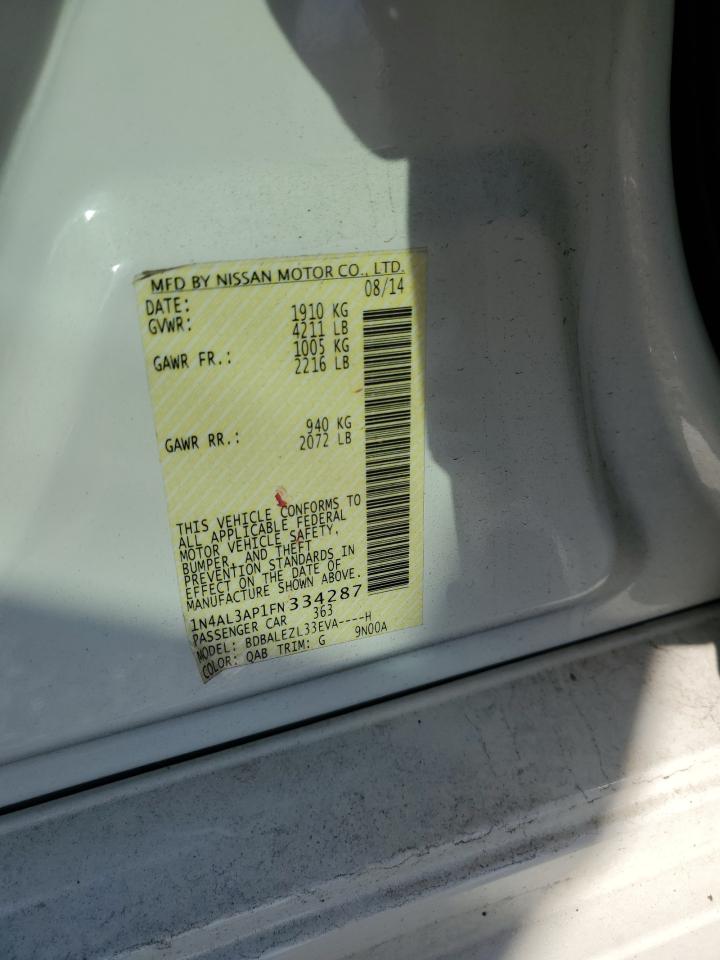 MFD BY NISSAN MOTOR CO., LTD.
DATE: 08/14
GVWR: 1910 KG
4211 LB
GAWR FR.: 1005 KG
2216 LB
GAWR RR.: 940 KG
2072 LB
THIS VEHICLE CONFORMS TO
ALL APPLICABLE FEDERAL
MOTOR VEHICLE SAFETY,
BUMPER, AND THEFT
PREVENTION STANDARDS IN
EFFECT ON THE DATE OF
MANUFACTURE SHOWN ABOVE.
1N4AL3AP1FN334287
PASSENGER CAR 363
MODEL: BDBALEZL33EVA----H
COLOR: QAB TRIM: G 9N00A